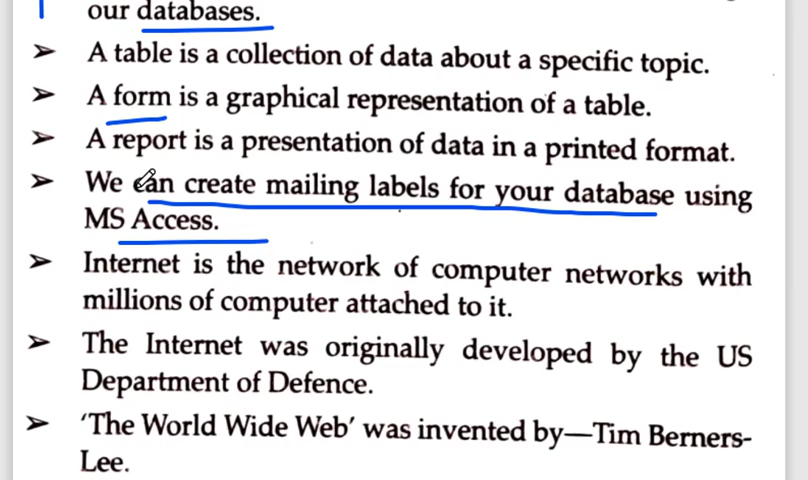 our databases.
➢ A table is a collection of data about a specific topic.
➢ A form is a graphical representation of a table.
➢ A report is a presentation of data in a printed format.
➢ We can create mailing labels for your database using
MS Access.
➢ Internet is the network of computer networks with
millions of computer attached to it.
➢ The Internet was originally developed by the US
Department of Defence.
➢ 'The World Wide Web' was invented by—Tim Berners-
Lee.